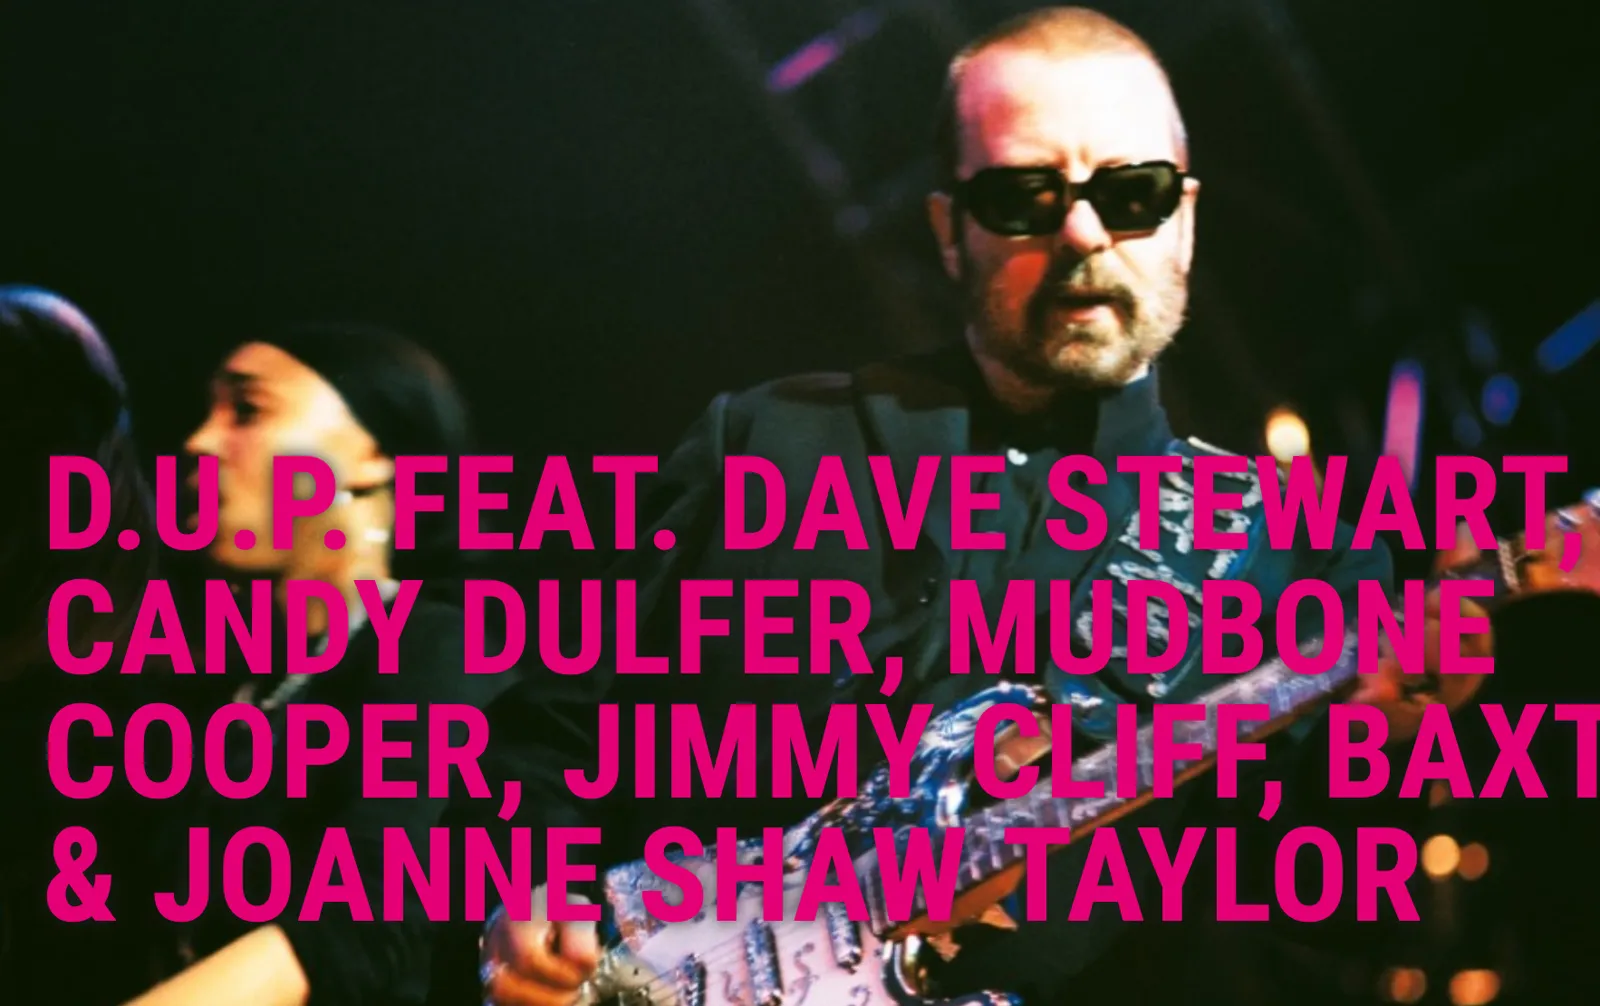 D.U.P. FEAT. DAVE STEWART,
CANDY DULFER, MUDBONE
COOPER, JIMMY CLIFF, BAXT
& JOANNE SHAW TAYLOR